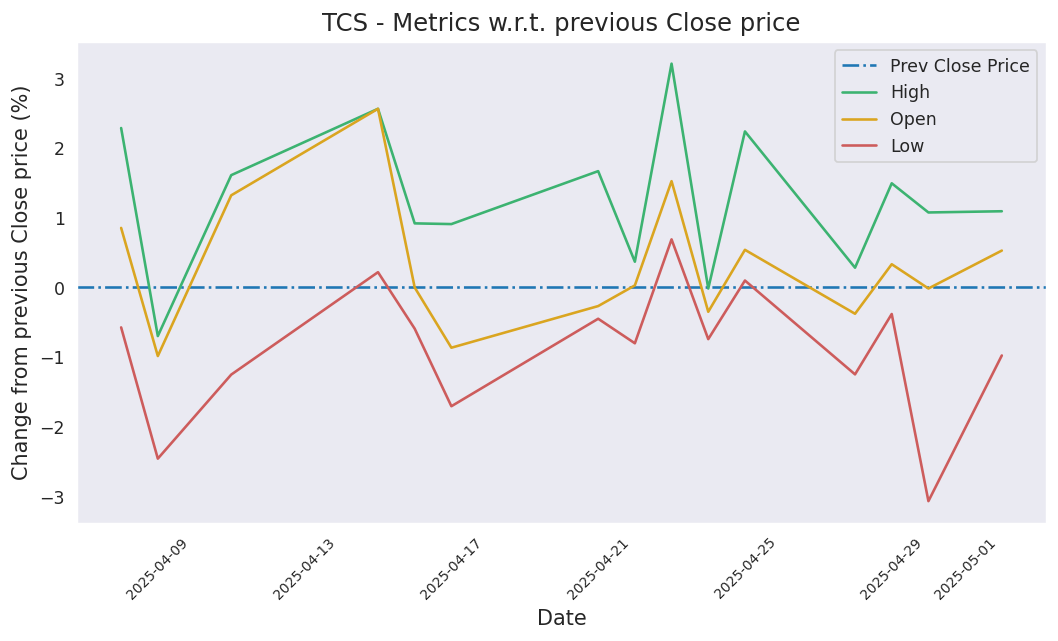 TCS - Metrics w.r.t. previous Close price
Change from previous Close price (%)
3
2
1
0
−1
−2
−3
Prev Close Price
High
Open
Low
2025-04-09
2025-04-13
2025-04-17
2025-04-21
2025-04-25
2025-04-29
2025-05-01
Date